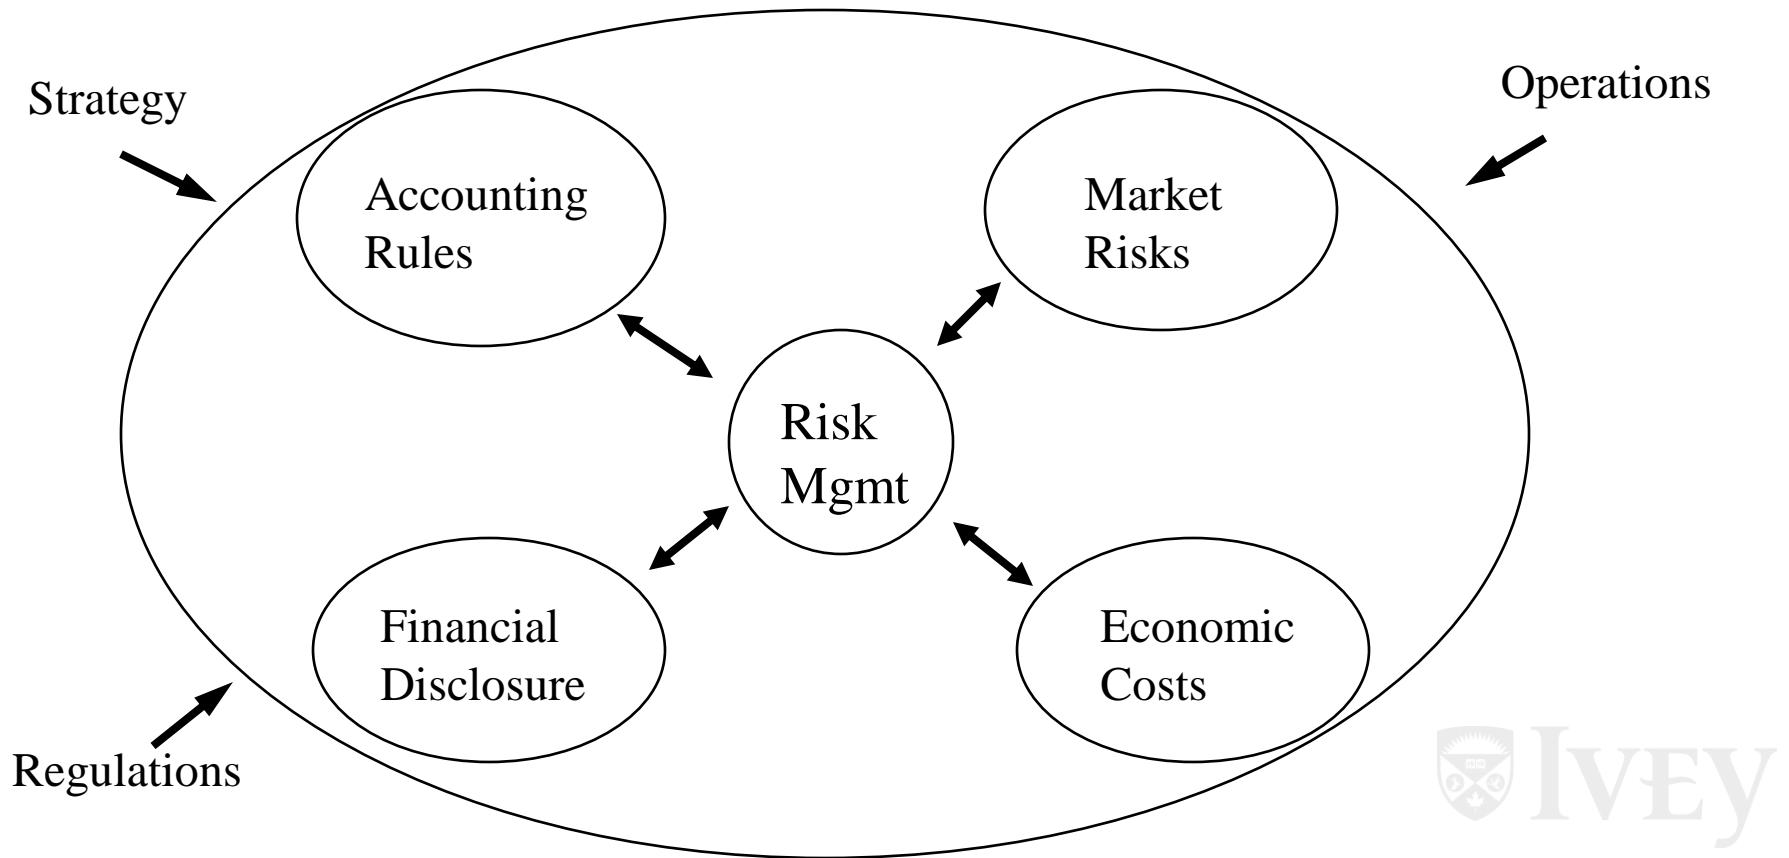 Strategy
Operations
Accounting
Rules
Market
Risks
Risk
Mgmt
Financial
Disclosure
Economic
Costs
Regulations
IVEY